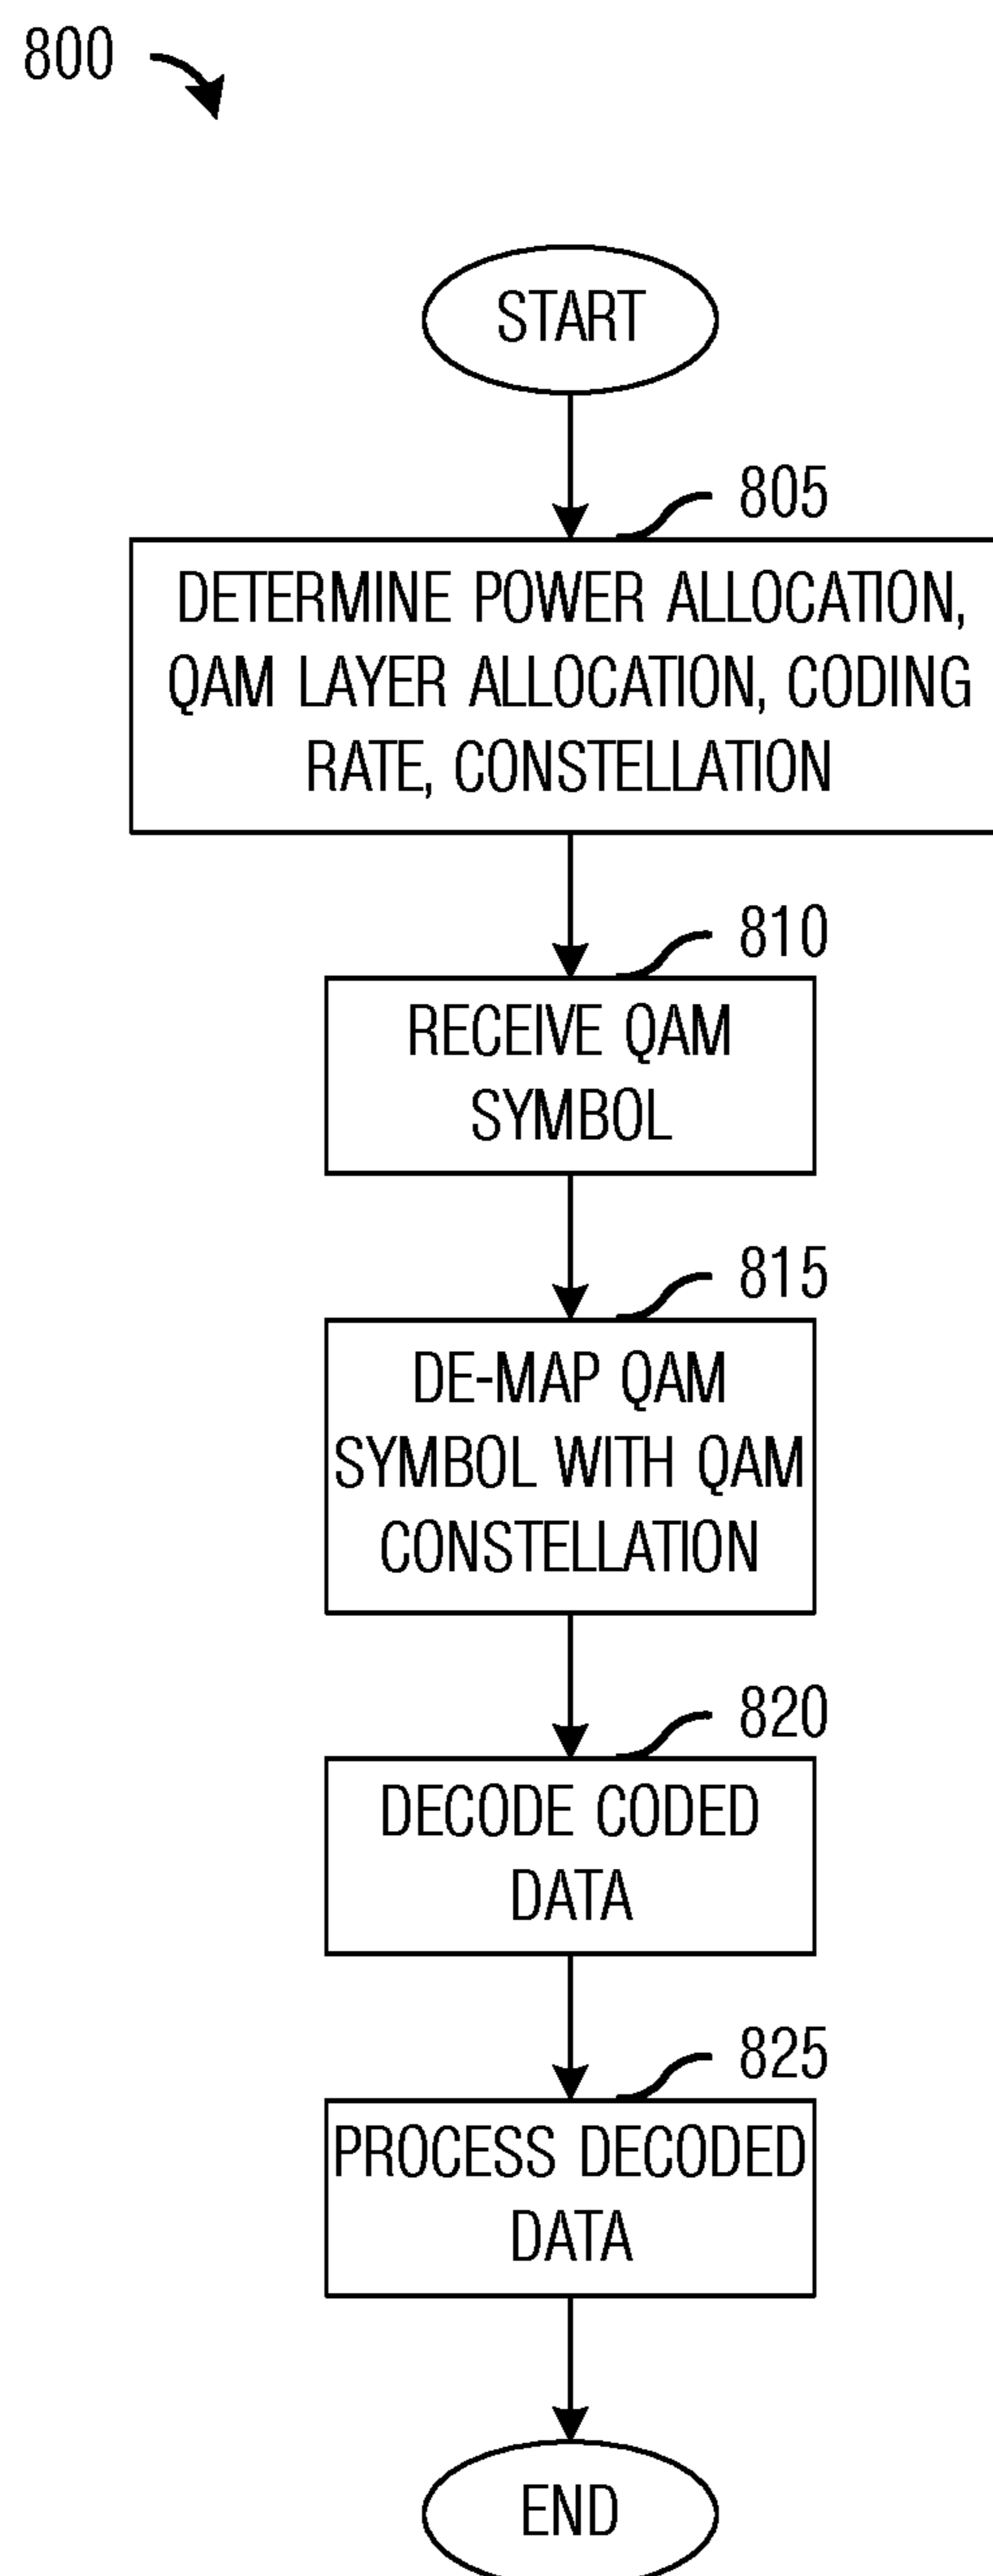 800
START
805
DETERMINE POWER ALLOCATION,
QAM LAYER ALLOCATION, CODING
RATE, CONSTELLATION
810
RECEIVE QAM
SYMBOL
815
DE-MAP QAM
SYMBOL WITH QAM
CONSTELLATION
820
DECODE CODED
DATA
825
PROCESS DECODED
DATA
END